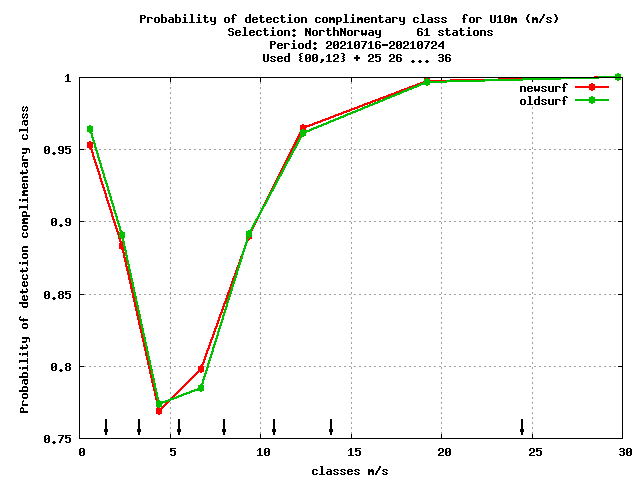 Probability of detection complimentary class  for U10m (m/s)
Selection: NorthNorway     61 stations
Period: 20210716-20210724
Used {00,12} + 25 26 ... 36
Probability of detection complimentary class
1
0.95
0.9
0.85
0.8
0.75
newsurf
oldsurf
0 5 10 15 20 25 30
classes m/s